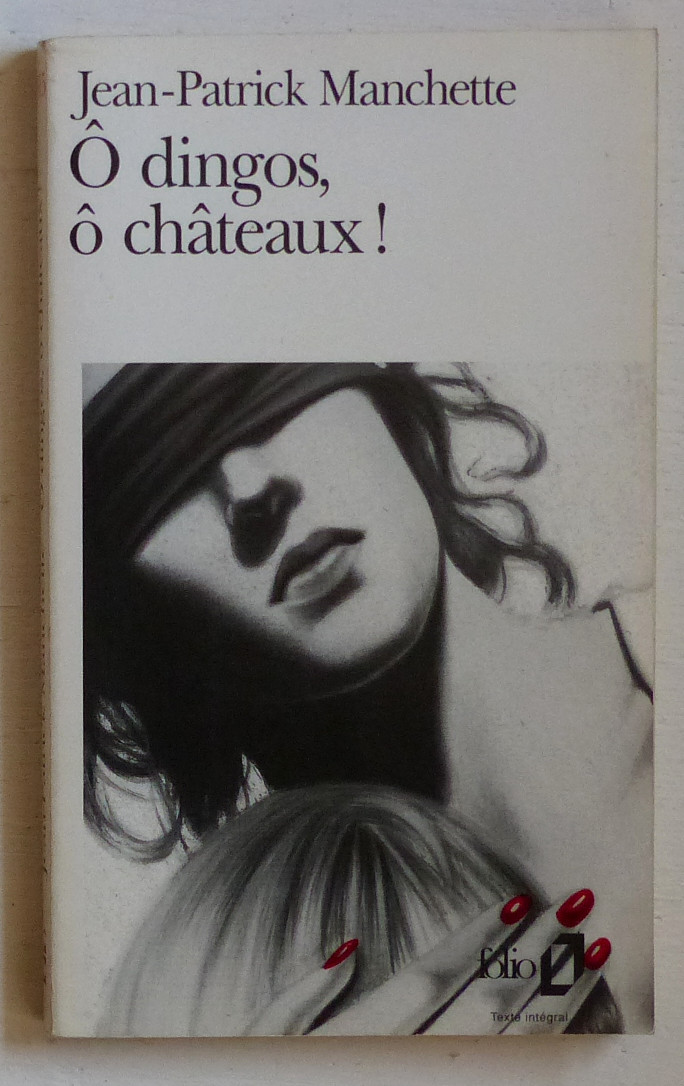 Jean-Patrick Manchette
Ô dingos,
ô châteaux !
folio
Texte intégral